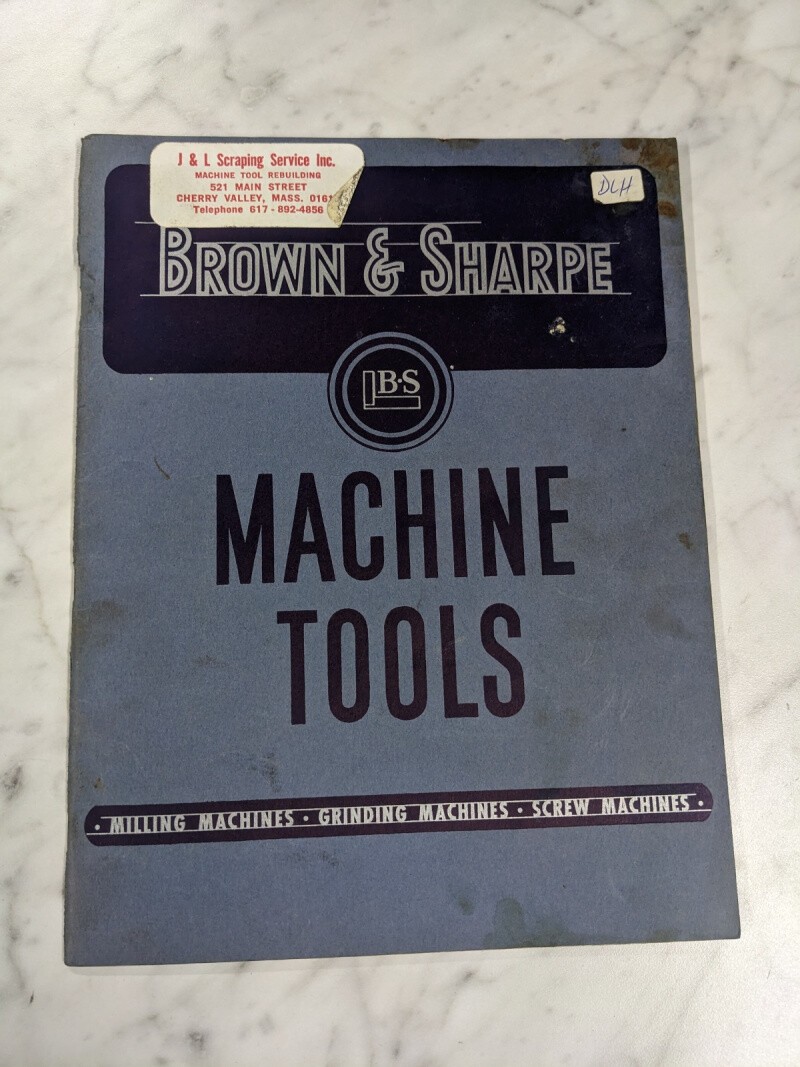 J & L Scraping Service Inc.
MACHINE TOOL REBUILDING
521 MAIN STREET
CHERRY VALLEY, MASS.
Telephone 617-892-4856
DLH
BROWN & SHARPE
B·S
MACHINE
TOOLS
· MILLING MACHINES · GRINDING MACHINES · SCREW MACHINES ·